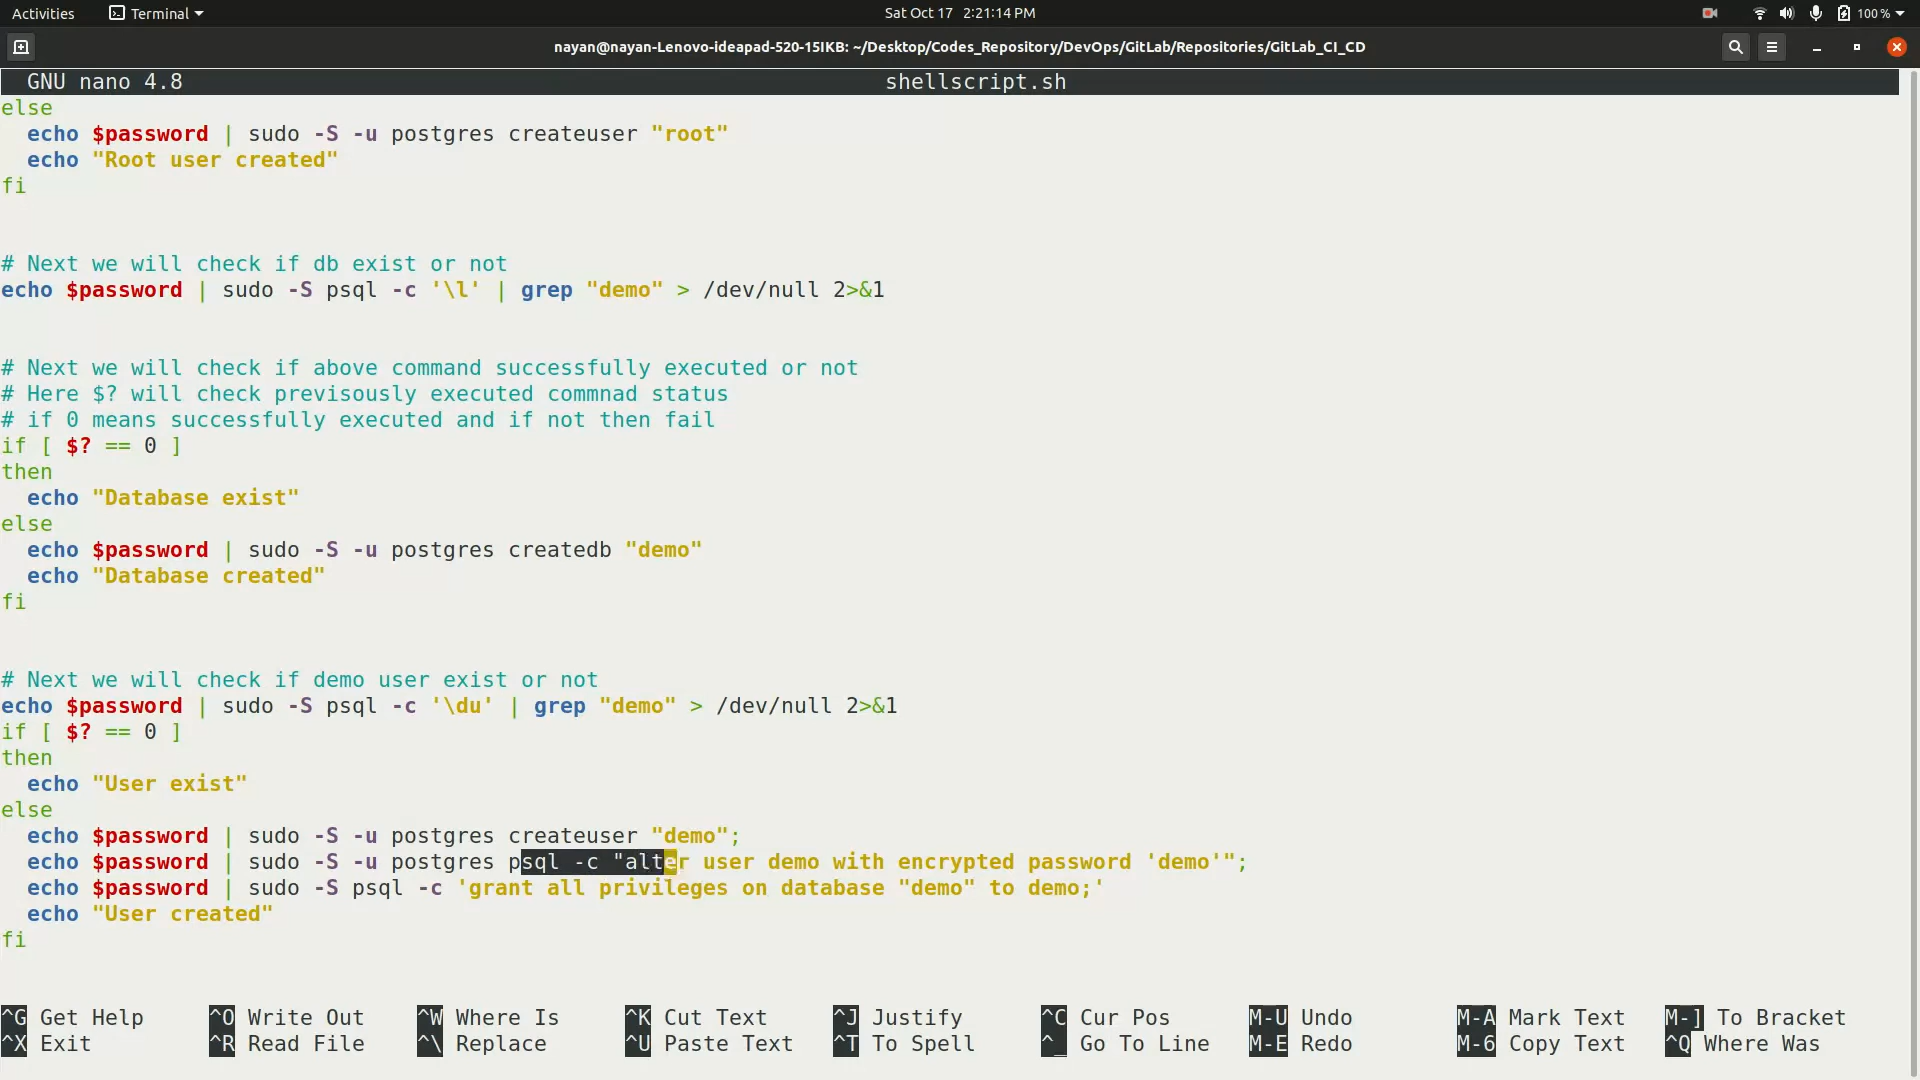 Activities Terminal Sat Oct 17 2:21:14 PM 100 %
nayan@nayan-Lenovo-ideapad-520-15IKB: ~/Desktop/Codes_Repository/DevOps/GitLab/Repositories/GitLab_CI_CD
GNU nano 4.8 shellscript.sh
else
  echo $password | sudo -S -u postgres createuser "root"
  echo "Root user created"
fi
# Next we will check if db exist or not
echo $password | sudo -S psql -c '\l' | grep "demo" > /dev/null 2>&1
# Next we will check if above command successfully executed or not
# Here $? will check previsously executed commnad status
# if 0 means successfully executed and if not then fail
if [ $? == 0 ]
then
  echo "Database exist"
else
  echo $password | sudo -S -u postgres createdb "demo"
  echo "Database created"
fi
# Next we will check if demo user exist or not
echo $password | sudo -S psql -c '\du' | grep "demo" > /dev/null 2>&1
if [ $? == 0 ]
then
  echo "User exist"
else
  echo $password | sudo -S -u postgres createuser "demo";
  echo $password | sudo -S -u postgres psql -c "alter user demo with encrypted password 'demo'";
  echo $password | sudo -S psql -c 'grant all privileges on database "demo" to demo;'
  echo "User created"
fi
^G Get Help ^O Write Out ^W Where Is ^K Cut Text ^J Justify ^C Cur Pos M-U Undo M-A Mark Text M-] To Bracket
^X Exit ^R Read File ^\ Replace ^U Paste Text ^T To Spell ^_ Go To Line M-E Redo M-6 Copy Text ^Q Where Was